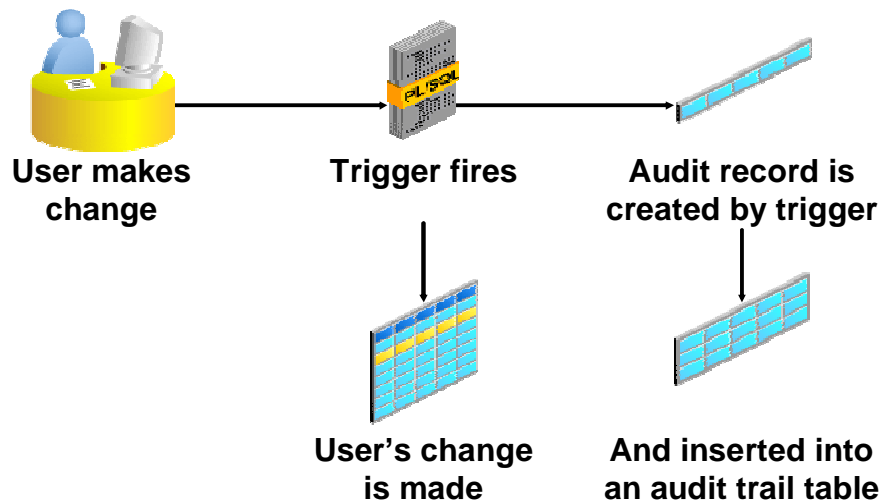 PL/SQL
User makes
change
Trigger fires
Audit record is
created by trigger
User’s change
is made
And inserted into
an audit trail table